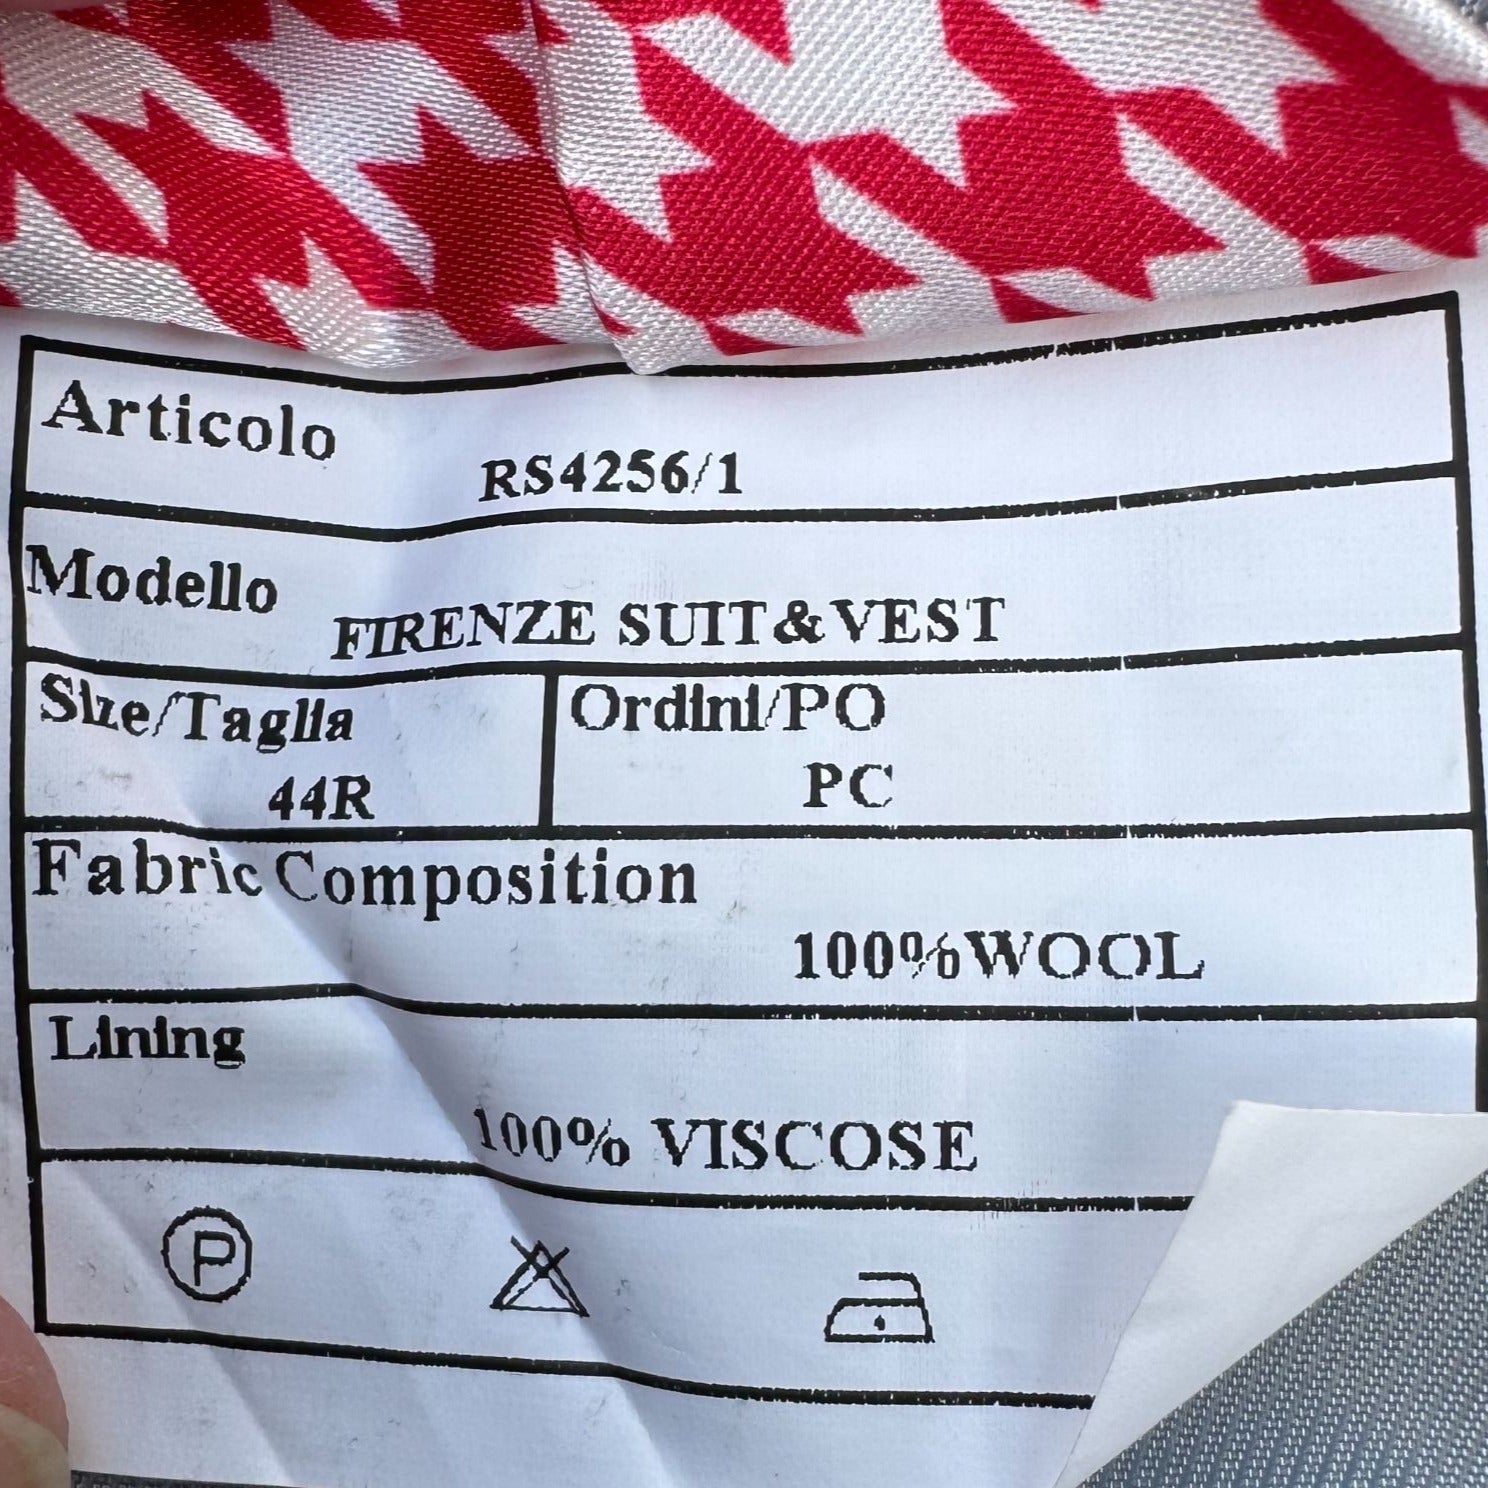 Articolo
RS4256/1
Modello
FIRENZE SUIT&VEST
Size/Taglia
44R
Ordini/PO
PC
Fabric Composition
100%WOOL
Lining
100% VISCOSE
P